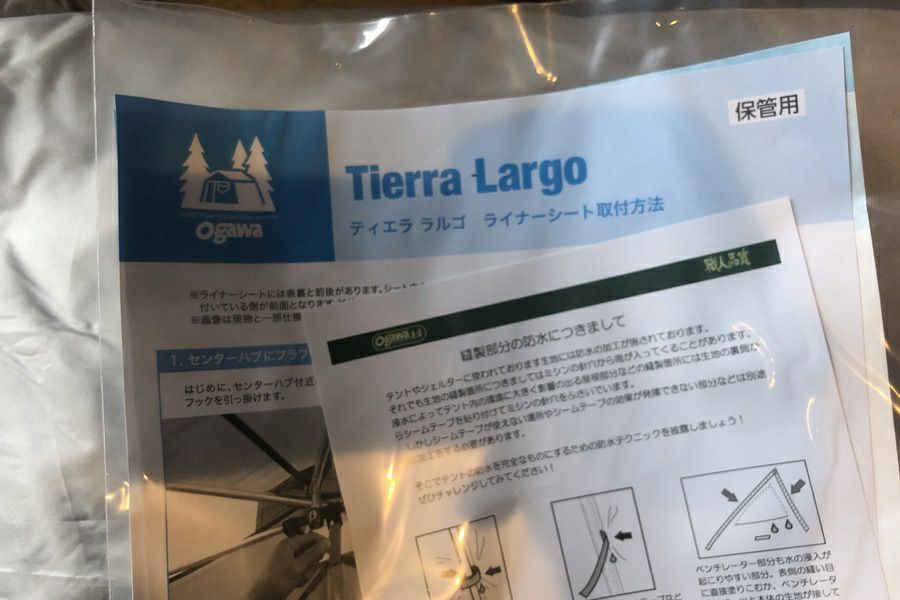 保管用
Tierra Largo
ティエラ ラルゴ ライナーシート取付方法
ogawa
※ライナーシートには表裏と前後があります。
付いている側が前面となります。
※画像は現物と一部仕様
1. センターハブにプラフ
はじめに、センターハブ付近
フックを引っ掛けます。
職人品質
ogawa
縫製部分の防水につきまして
テントやシェルターに使われております生地には防水の加工が施されております。
それでも生地の縫製箇所につきましてはミシンの針穴から雨が入ってくることがあります。
浸水によってテント内の環境に大きく影響の出る屋根部分などの縫製箇所には生地の裏側か
らシームテープを貼り付けてミシンの針穴をふさいでいます。
しかしシームテープが使えない場所やシームテープの効果が発揮できない部分などは別途
加工をする必要があります。
そこでテントの防水を完全なものにするための防水テクニックを披露しましょう!
ぜひチャレンジしてみてください!
ベンチレーター部分も水の浸入が
起こりやすい部分。表側の縫い目
に直接塗りこむか、ベンチレータ
と本体の生地が接して